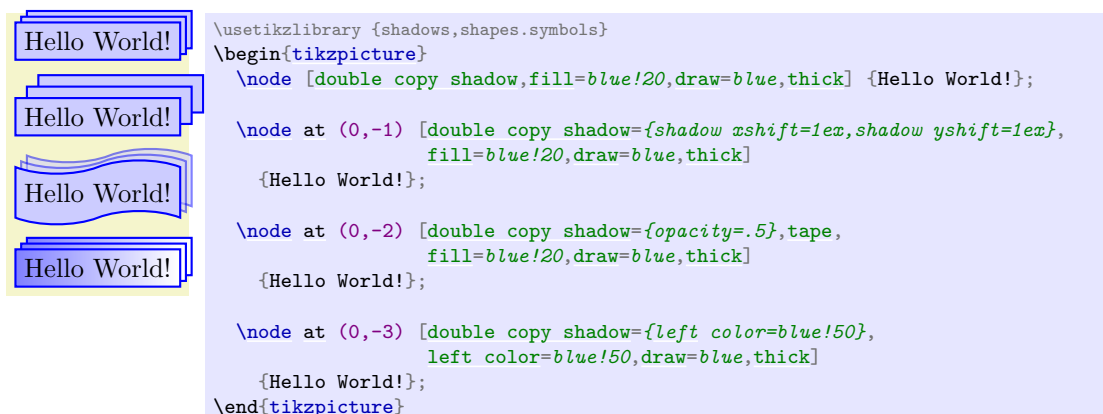 Hello World!
Hello World!
Hello World!
Hello World!
\usetikzlibrary {shadows,shapes.symbols}
\begin{tikzpicture}
  \node [double copy shadow,fill=blue!20,draw=blue,thick] {Hello World!};
  \node at (0,-1) [double copy shadow={shadow xshift=1ex,shadow yshift=1ex},
                   fill=blue!20,draw=blue,thick]
    {Hello World!};
  \node at (0,-2) [double copy shadow={opacity=.5},tape,
                   fill=blue!20,draw=blue,thick]
    {Hello World!};
  \node at (0,-3) [double copy shadow={left color=blue!50},
                   left color=blue!50,draw=blue,thick]
    {Hello World!};
\end{tikzpicture}